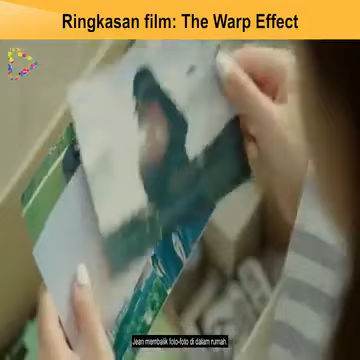 Ringkasan film: The Warp Effect
Jean membalik foto-foto di dalam rumah.